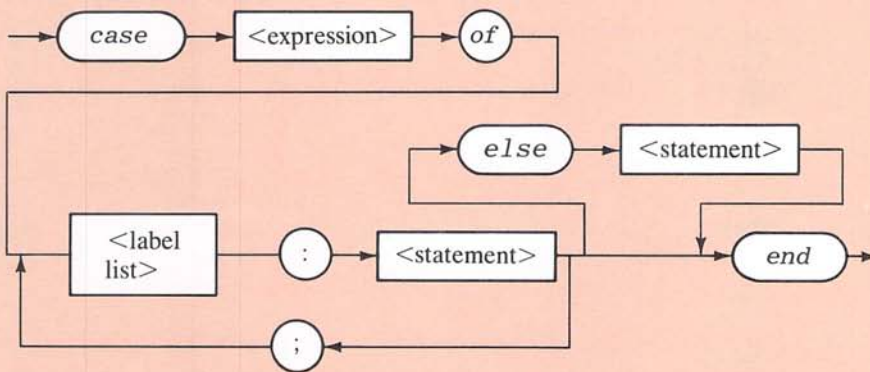 case <expression> of
else <statement>
<label
list> : <statement> end
;